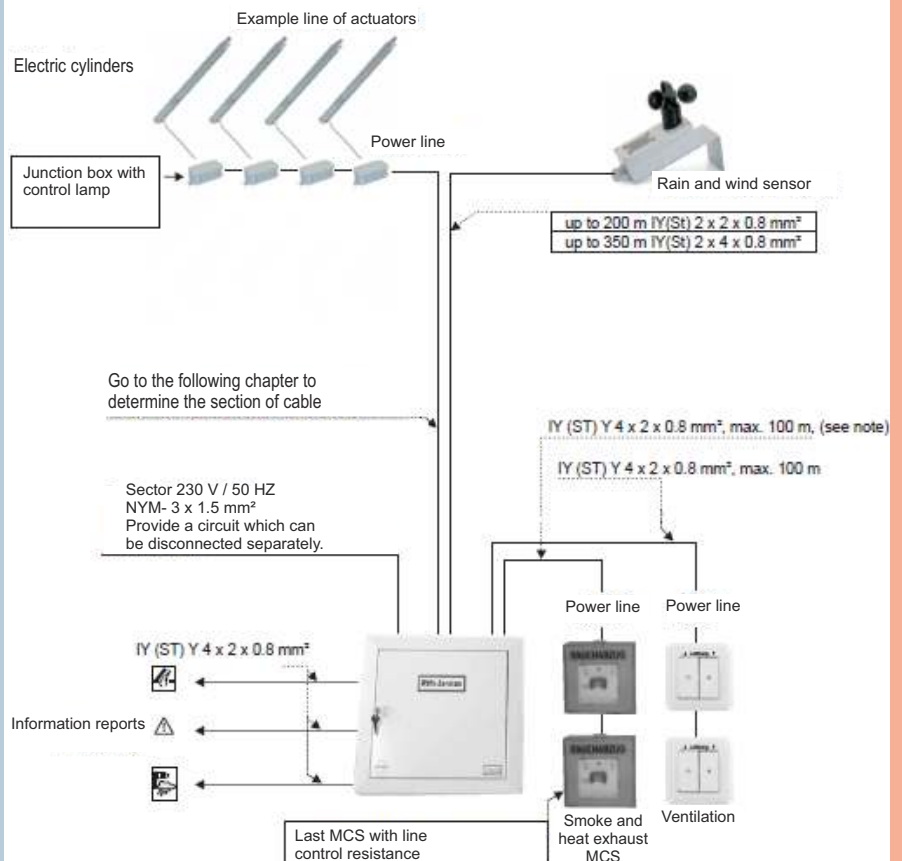 Example line of actuators
Electric cylinders
Power line
Junction box with
control lamp
Rain and wind sensor
up to 200 m IY(St) 2 x 2 x 0.8 mm²
up to 350 m IY(St) 2 x 4 x 0.8 mm²
Go to the following chapter to
determine the section of cable
IY (ST) Y 4 x 2 x 0.8 mm², max. 100 m, (see note)
IY (ST) Y 4 x 2 x 0.8 mm², max. 100 m
Sector 230 V / 50 HZ
NYM- 3 x 1.5 mm²
Provide a circuit which can
be disconnected separately.
Power line
Power line
IY (ST) Y 4 x 2 x 0.8 mm²
RAUCHABZUG
Information reports
RAUCHABZUG
Smoke and
heat exhaust
MCS
Ventilation
Last MCS with line
control resistance